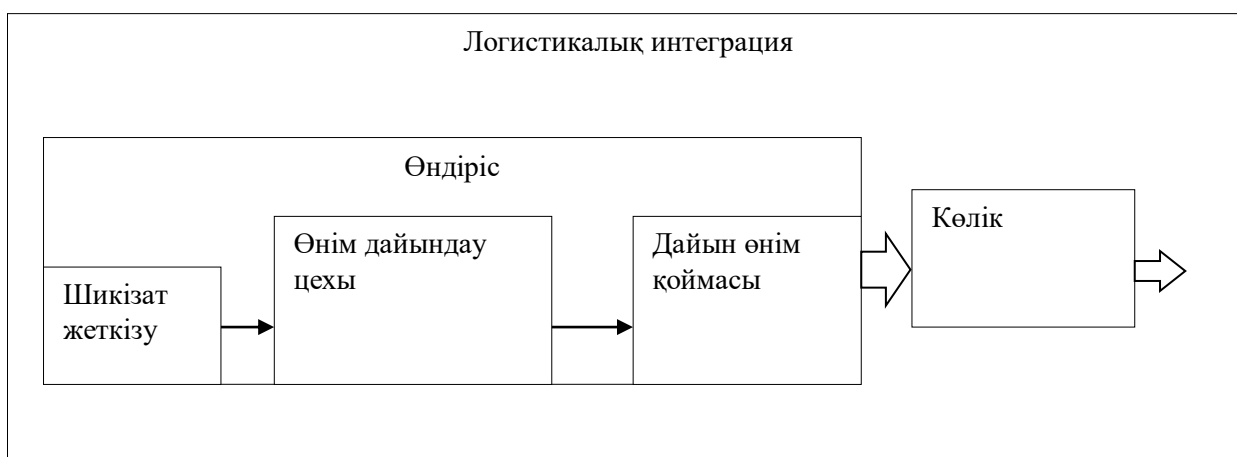 Логистикалық интеграция
Өндіріс
Шикізат
жеткізу
Өнім дайындау
цехы
Дайын өнім
қоймасы
Көлік